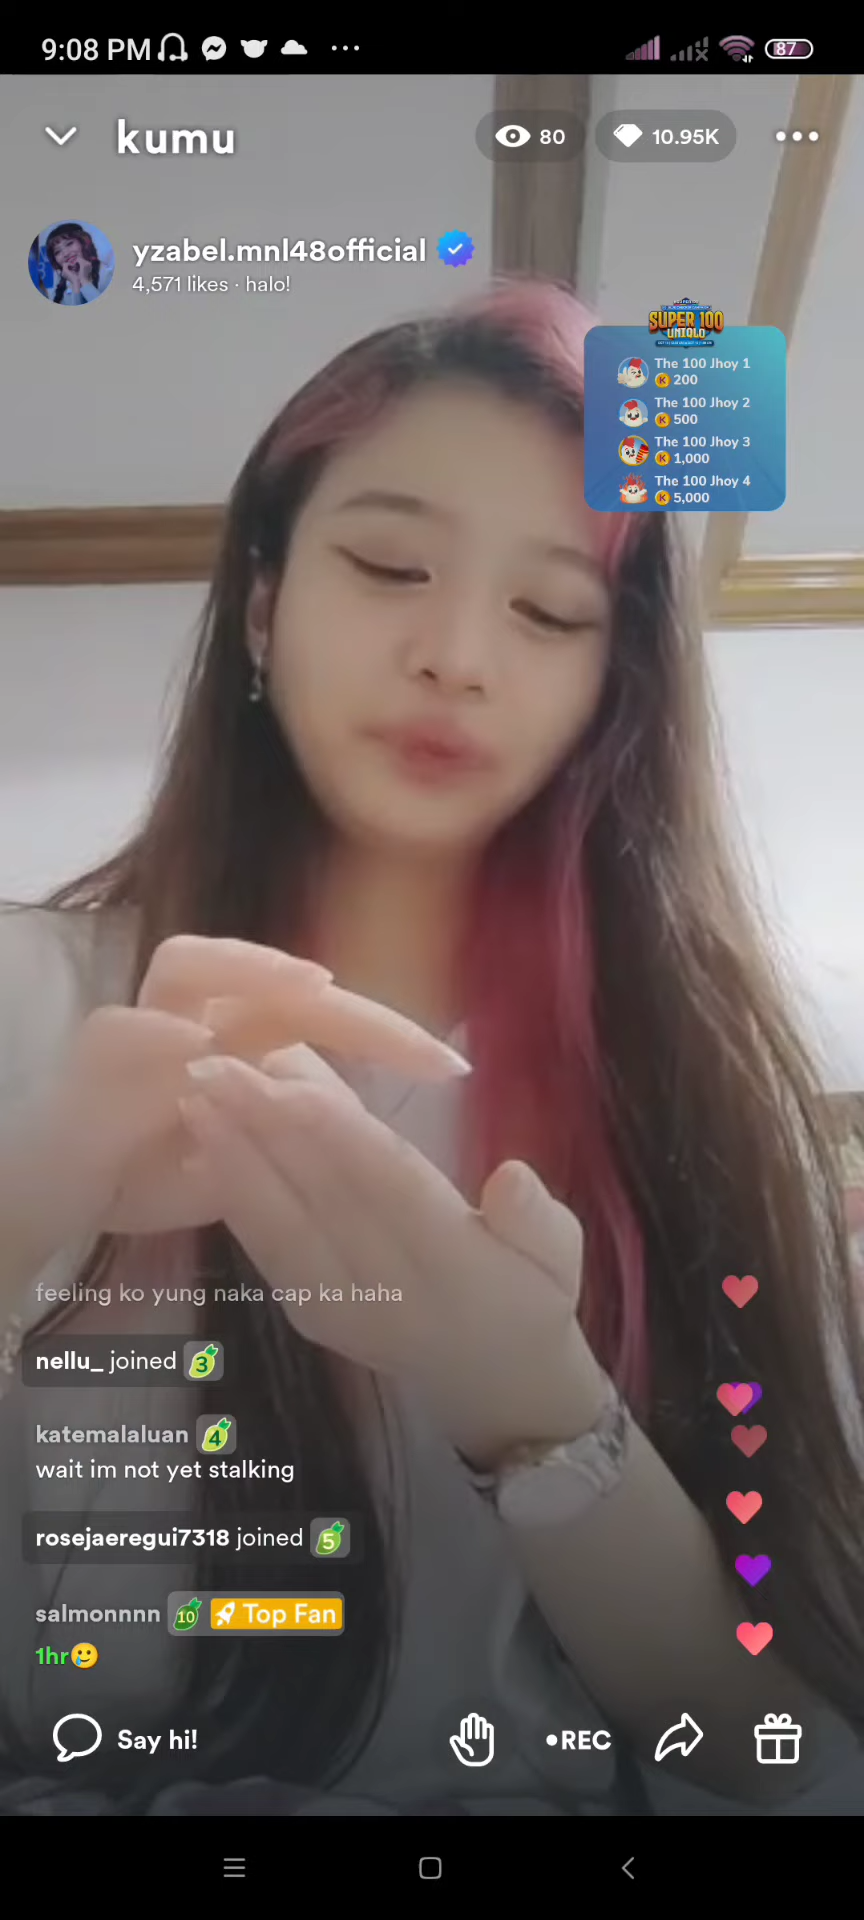 9:08 PM
87
kumu
80
10.95K
yzabel.mnl48official
4,571 likes · halo!
SUPER 100
UNIQLO
The 100 Jhoy 1
K 200
The 100 Jhoy 2
K 500
The 100 Jhoy 3
K 1,000
The 100 Jhoy 4
K 5,000
feeling ko yung naka cap ka haha
nellu_ joined 3
katemalaluan 4
wait im not yet stalking
rosejaeregui7318 joined 5
salmonnnn 10 Top Fan
1hr🥲
Say hi!
•REC